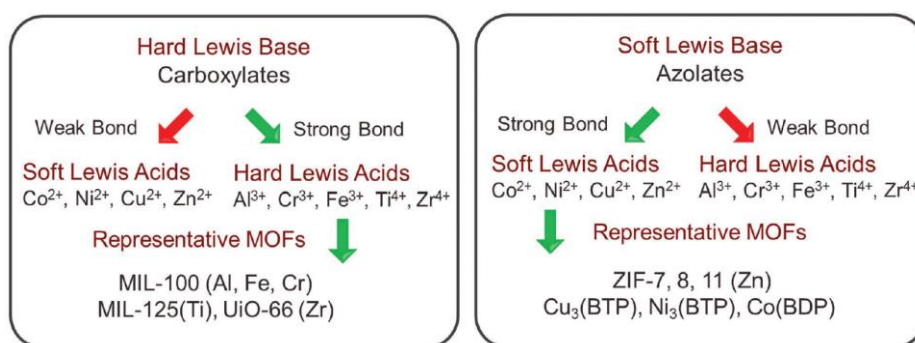 Hard Lewis Base
Carboxylates
Weak Bond
Strong Bond
Soft Lewis Acids
Co²⁺, Ni²⁺, Cu²⁺, Zn²⁺
Hard Lewis Acids
Al³⁺, Cr³⁺, Fe³⁺, Ti⁴⁺, Zr⁴⁺
Representative MOFs
MIL-100 (Al, Fe, Cr)
MIL-125(Ti), UiO-66 (Zr)
Soft Lewis Base
Azolates
Strong Bond
Weak Bond
Soft Lewis Acids
Co²⁺, Ni²⁺, Cu²⁺, Zn²⁺
Hard Lewis Acids
Al³⁺, Cr³⁺, Fe³⁺, Ti⁴⁺, Zr⁴⁺
Representative MOFs
ZIF-7, 8, 11 (Zn)
Cu₃(BTP), Ni₃(BTP), Co(BDP)